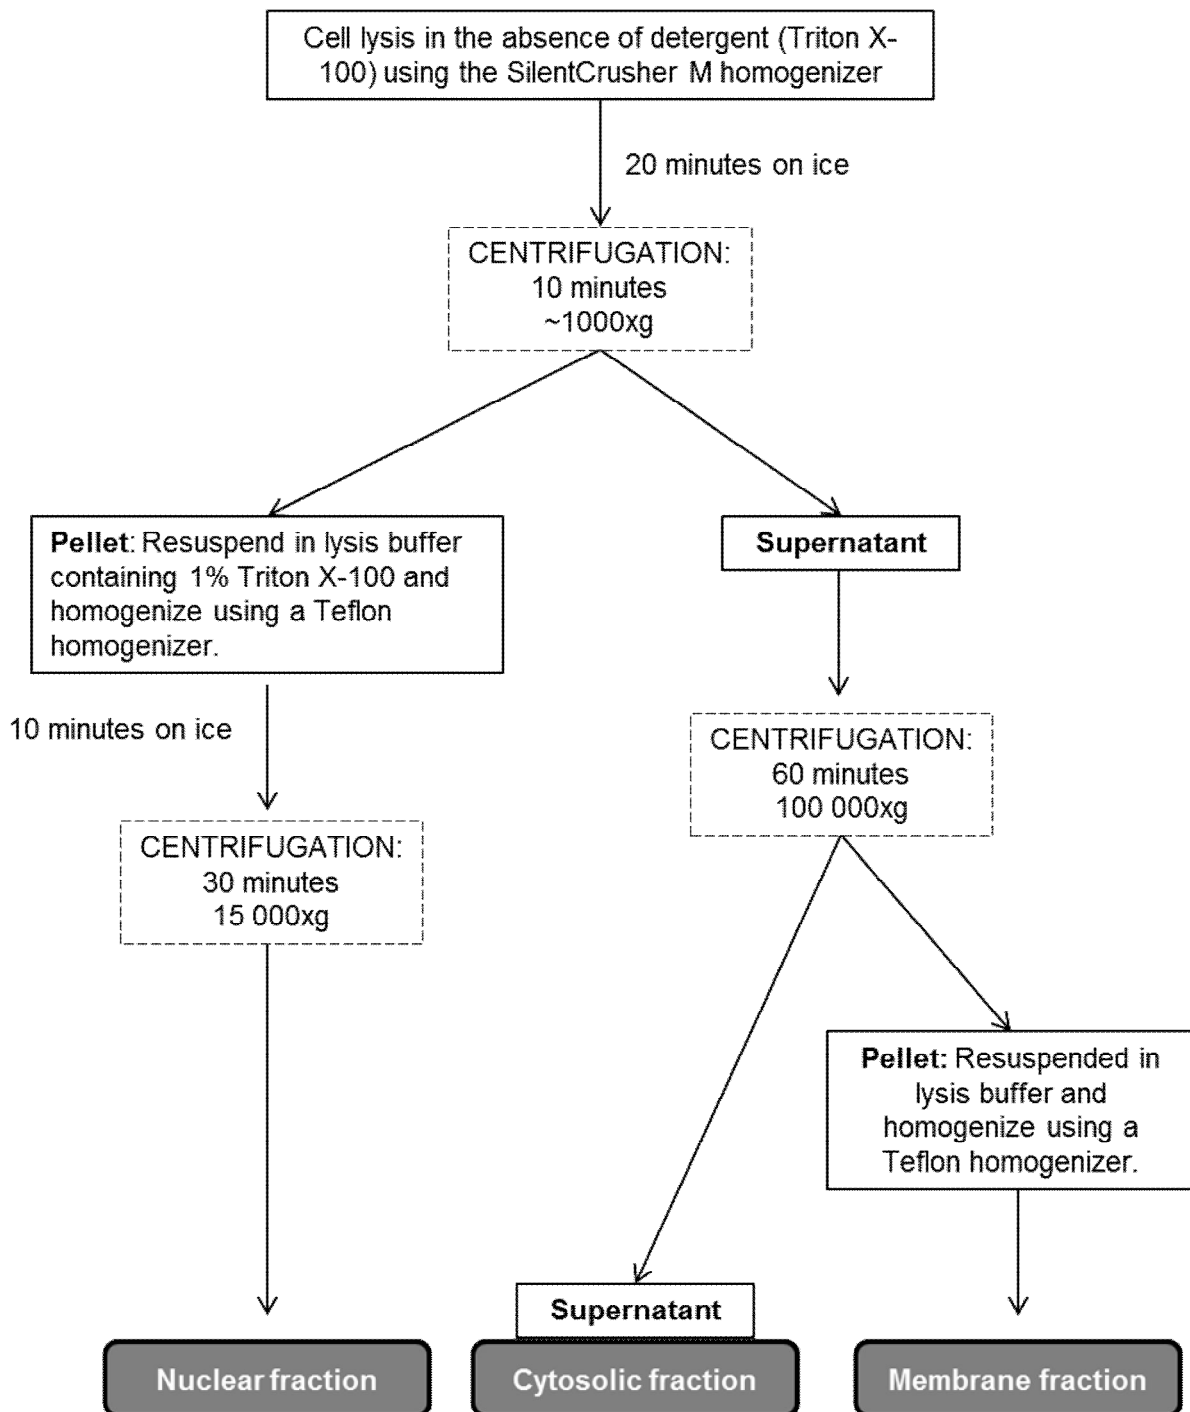 Cell lysis in the absence of detergent (Triton X-
100) using the SilentCrusher M homogenizer
20 minutes on ice
CENTRIFUGATION:
10 minutes
~1000xg
Pellet: Resuspend in lysis buffer
containing 1% Triton X-100 and
homogenize using a Teflon
homogenizer.
Supernatant
10 minutes on ice
CENTRIFUGATION:
60 minutes
100 000xg
CENTRIFUGATION:
30 minutes
15 000xg
Pellet: Resuspended in
lysis buffer and
homogenize using a
Teflon homogenizer.
Supernatant
Nuclear fraction
Cytosolic fraction
Membrane fraction